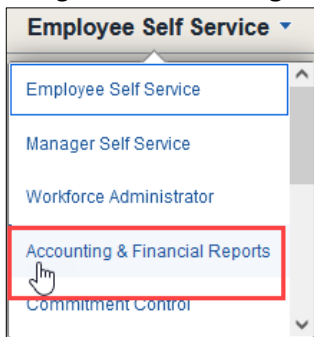 Employee Self Service
Employee Self Service
Manager Self Service
Workforce Administrator
Accounting & Financial Reports
Commitment Control